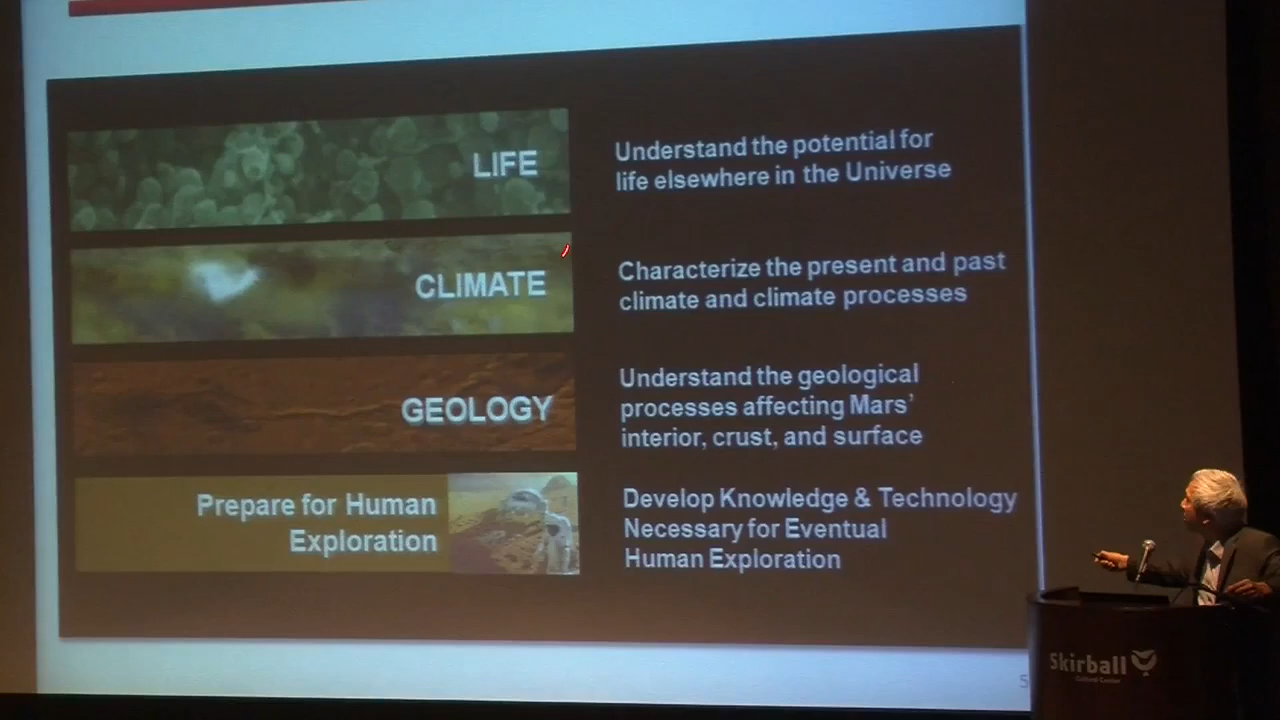 LIFE
Understand the potential for
life elsewhere in the Universe
CLIMATE
Characterize the present and past
climate and climate processes
GEOLOGY
Understand the geological
processes affecting Mars'
interior, crust, and surface
Prepare for Human
Exploration
Develop Knowledge & Technology
Necessary for Eventual
Human Exploration
Skirball
Cultural Center